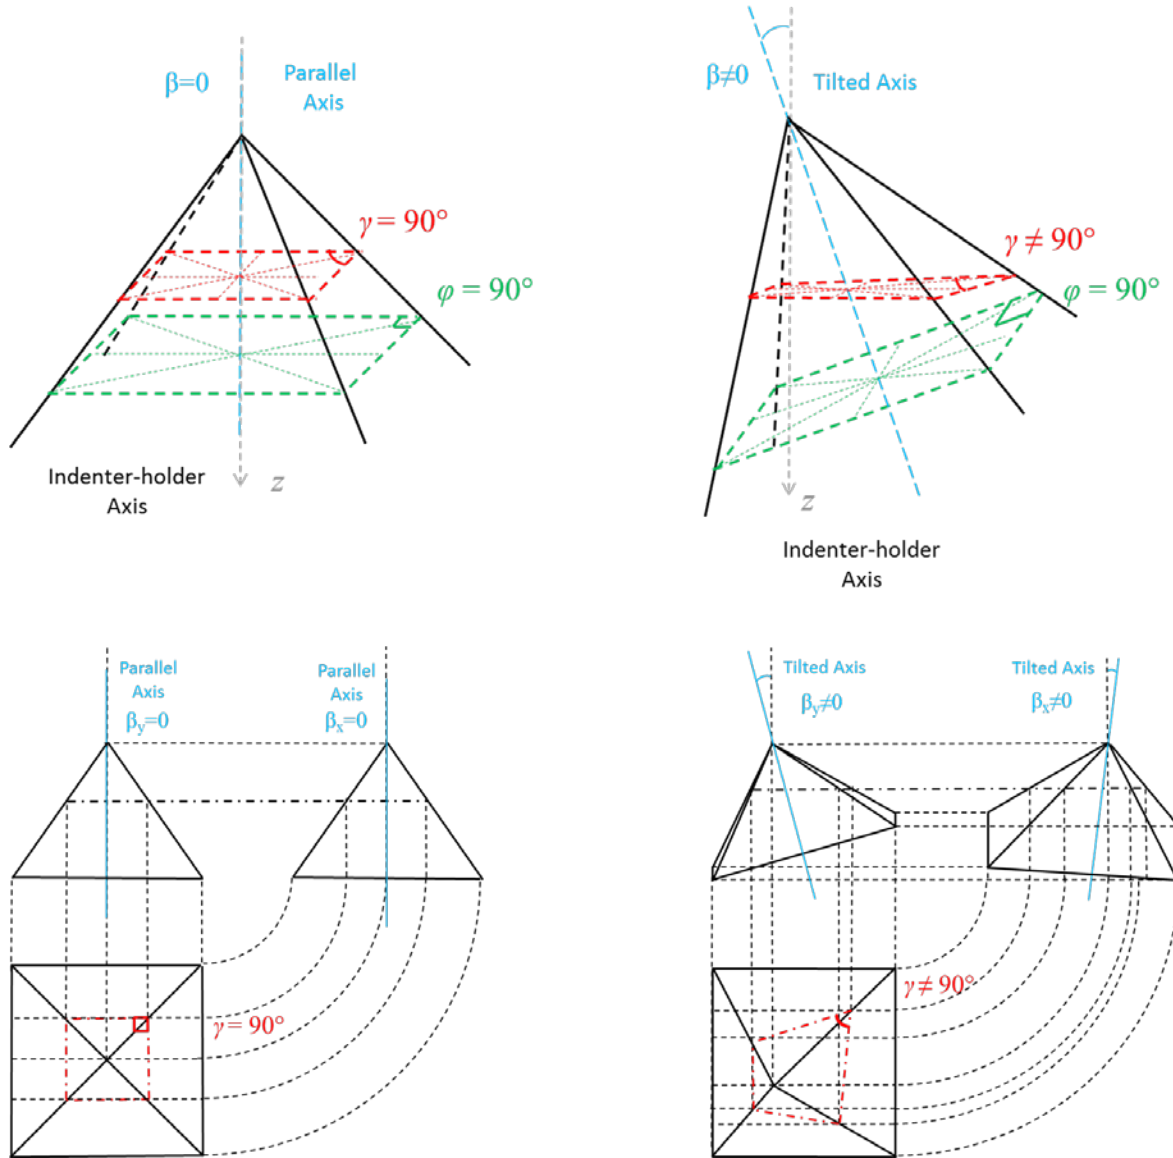 β=0
Parallel
Axis
γ = 90°
φ = 90°
Indenter-holder
Axis
z
β≠0
Tilted Axis
γ ≠ 90°
φ = 90°
z
Indenter-holder
Axis
Parallel
Axis
βy=0
Parallel
Axis
βx=0
γ = 90°
Tilted Axis
βy≠0
Tilted Axis
βx≠0
γ ≠ 90°